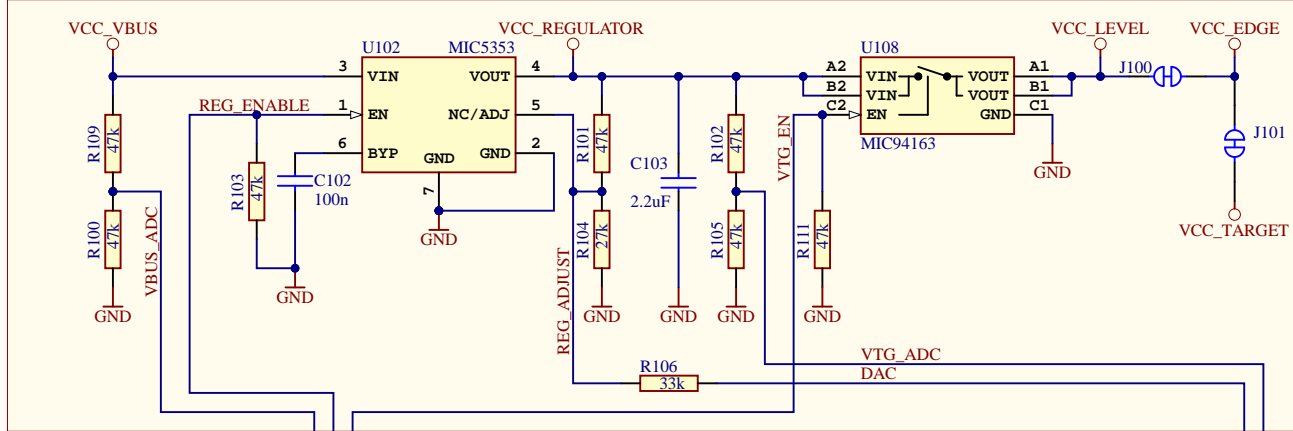 VCC_VBUS
VCC_REGULATOR
VCC_LEVEL
VCC_EDGE
U102
MIC5353
U108
3
VIN
VOUT
4
A2
VIN
VOUT
A1
J100
B2
VIN
VOUT
B1
REG_ENABLE
1
EN
NC/ADJ
5
C2
EN
GND
C1
R109
47k
R101
47k
R102
47k
VTG_EN
MIC94163
J101
6
BYP
GND
GND
2
7
C103
2.2uF
GND
R103
47k
C102
100n
R100
47k
VBUS_ADC
R104
27k
R105
47k
R111
47k
VCC_TARGET
GND
GND
REG_ADJUST
GND
GND
GND
GND
GND
R106
33k
VTG_ADC
DAC